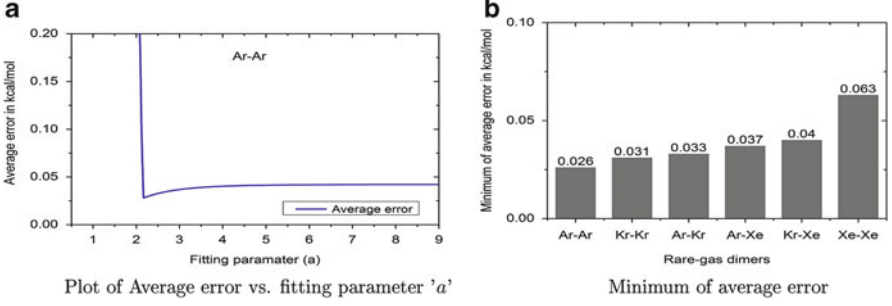 a
0.20
0.15
0.10
0.05
0.00
Average error in kcal/mol
Ar-Ar
Average error
1 2 3 4 5 6 7 8 9
Fitting paramater (a)
Plot of Average error vs. fitting parameter 'a'
b
0.10
0.05
0.00
Minimum of average error in kcal/mol
0.026 0.031 0.033 0.037 0.04 0.063
Ar-Ar Kr-Kr Ar-Kr Ar-Xe Kr-Xe Xe-Xe
Rare-gas dimers
Minimum of average error